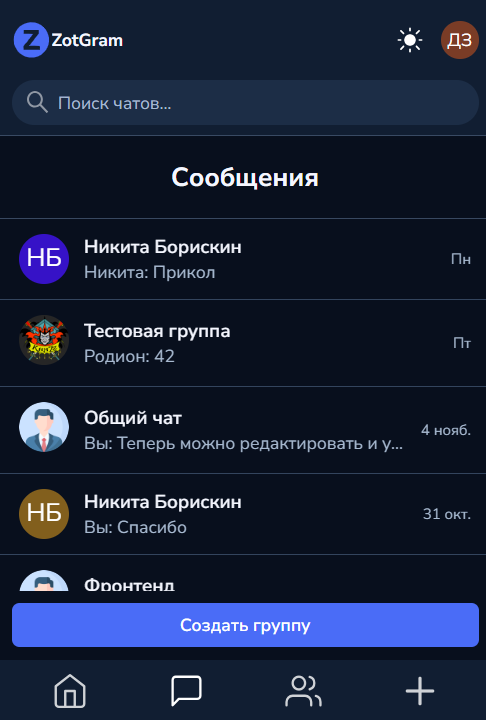 Z ZotGram
ДЗ
Поиск чатов...
Сообщения
НБ
Никита Борискин
Никита: Прикол
Пн
Тестовая группа
Родион: 42
Пт
Общий чат
Вы: Теперь можно редактировать и у...
4 нояб.
НБ
Никита Борискин
Вы: Спасибо
31 окт.
Фронтенд
Создать группу